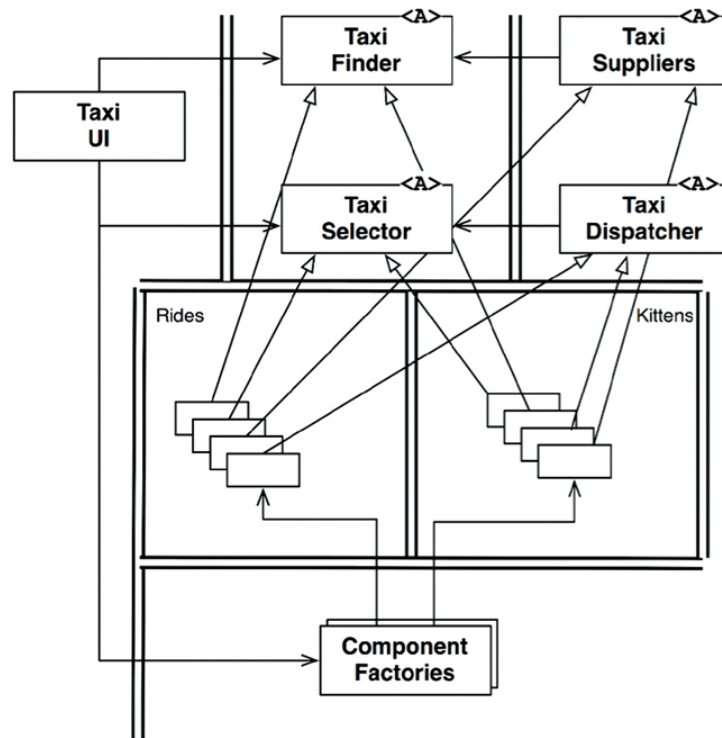 <A>
Taxi
Finder
<A>
Taxi
Suppliers
Taxi
UI
<A>
Taxi
Selector
<A>
Taxi
Dispatcher
Rides
Kittens
Component
Factories